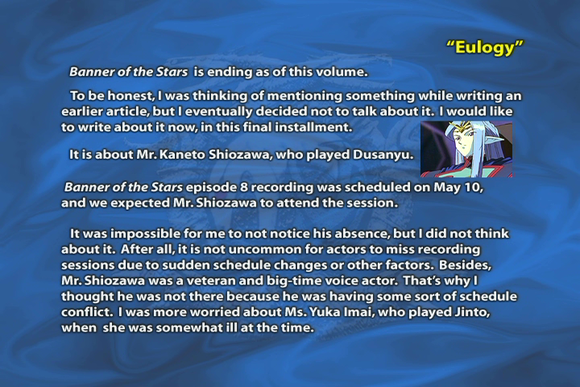 “Eulogy”
Banner of the Stars is ending as of this volume.
To be honest, I was thinking of mentioning something while writing an
earlier article, but I eventually decided not to talk about it. I would like
to write about it now, in this final installment.
It is about Mr. Kaneto Shiozawa, who played Dusanyu.
Banner of the Stars episode 8 recording was scheduled on May 10,
and we expected Mr. Shiozawa to attend the session.
It was impossible for me to not notice his absence, but I did not think
about it. After all, it is not uncommon for actors to miss recording
sessions due to sudden schedule changes or other factors. Besides,
Mr. Shiozawa was a veteran and big-time voice actor. That’s why I
thought he was not there because he was having some sort of schedule
conflict. I was more worried about Ms. Yuka Imai, who played Jinto,
when she was somewhat ill at the time.